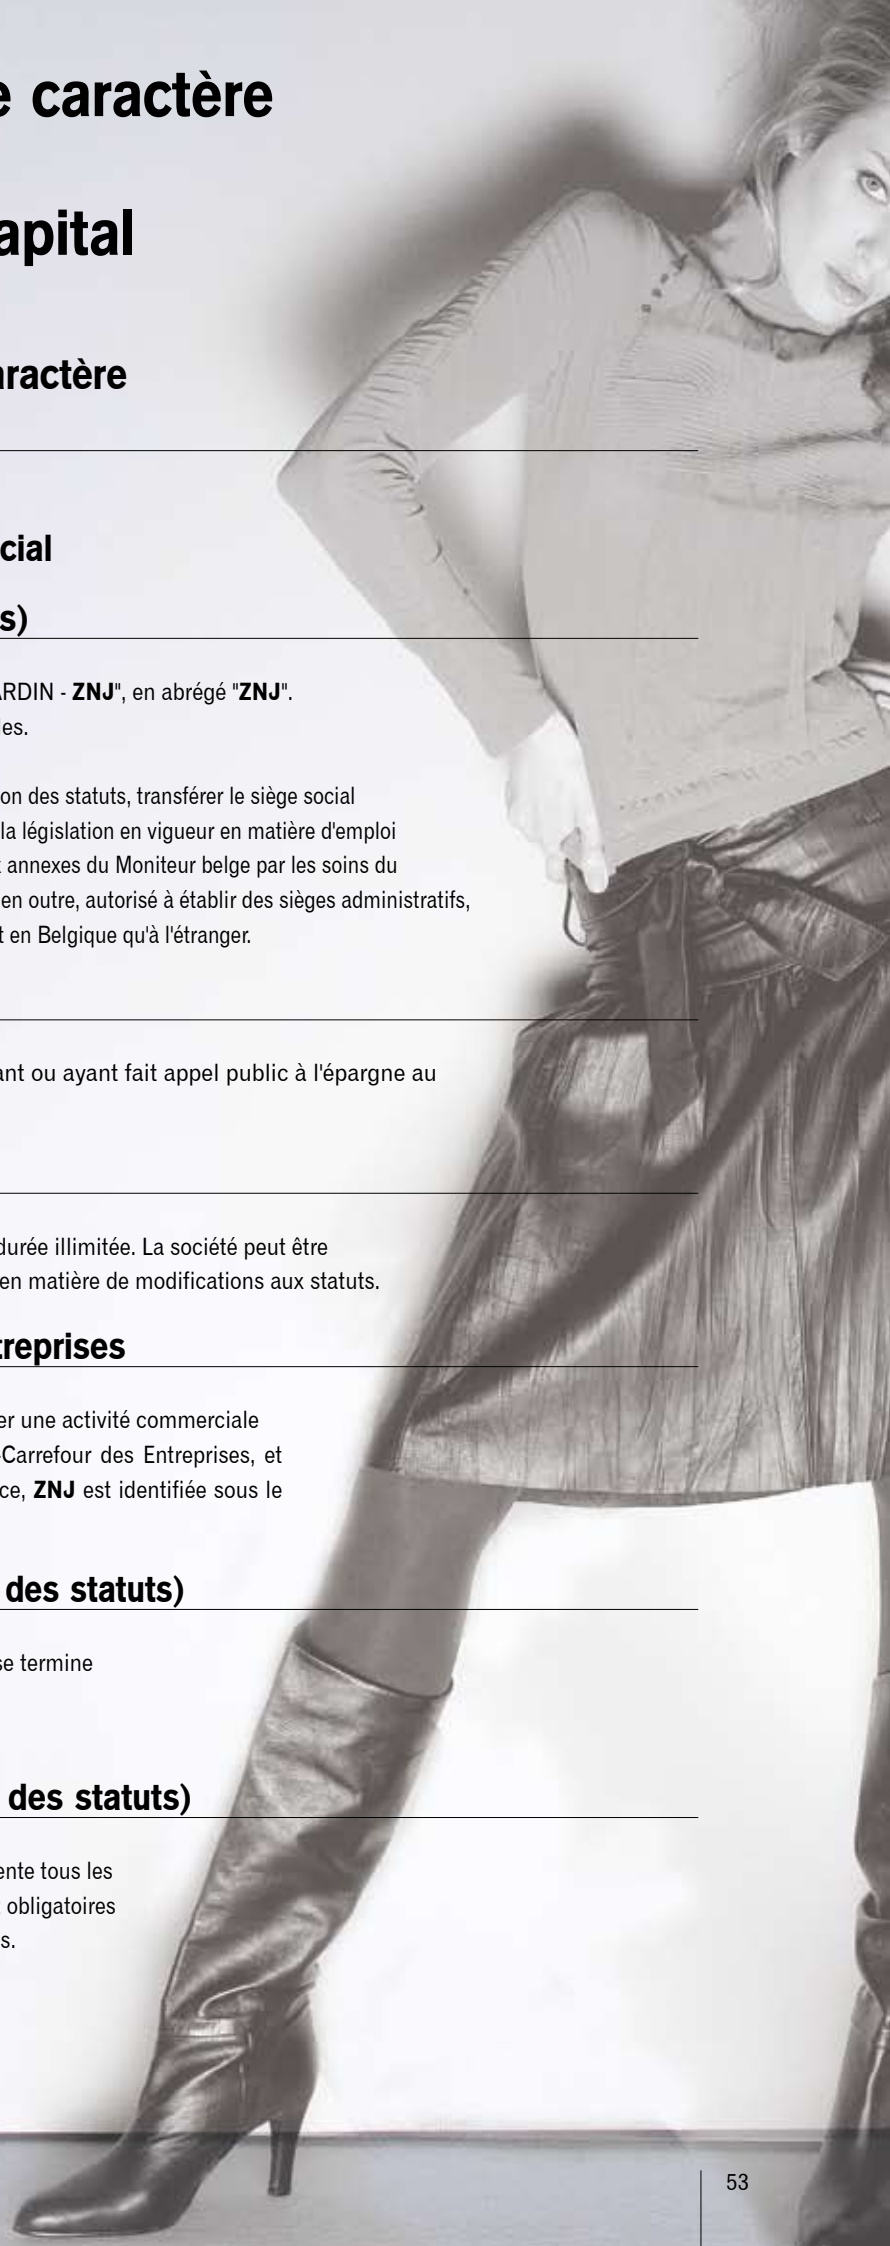 e caractère
apital
aractère
cial
s)
ARDIN - ZNJ", en abrégé "ZNJ".
les.
on des statuts, transférer le siège social
la législation en vigueur en matière d'emploi
x annexes du Moniteur belge par les soins du
en outre, autorisé à établir des sièges administratifs,
t en Belgique qu'à l'étranger.
ant ou ayant fait appel public à l'épargne au
durée illimitée. La société peut être
en matière de modifications aux statuts.
treprises
er une activité commerciale
-Carrefour des Entreprises, et
ce, ZNJ est identifiée sous le
des statuts)
se termine
des statuts)
ente tous les
t obligatoires
s.
53